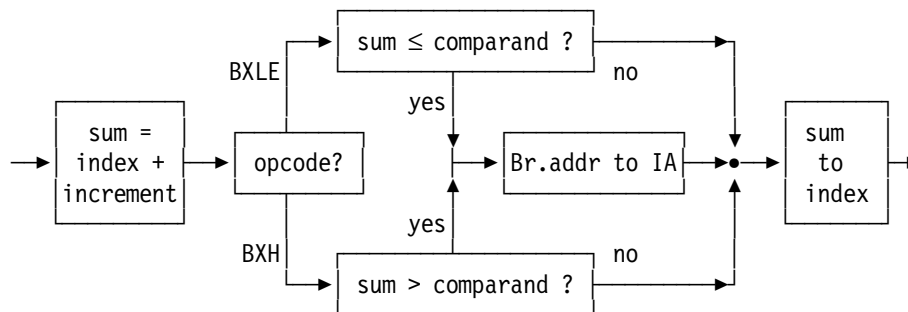 sum ≤ comparand ?
BXLE
no
yes
sum =
index +
increment
opcode?
Br.addr to IA
sum
to
index
yes
BXH
no
sum > comparand ?